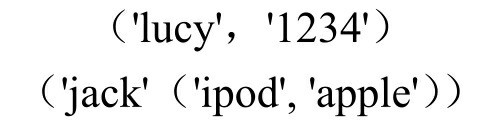 （'lucy'，'1234'）
（'jack'（'ipod', 'apple'））